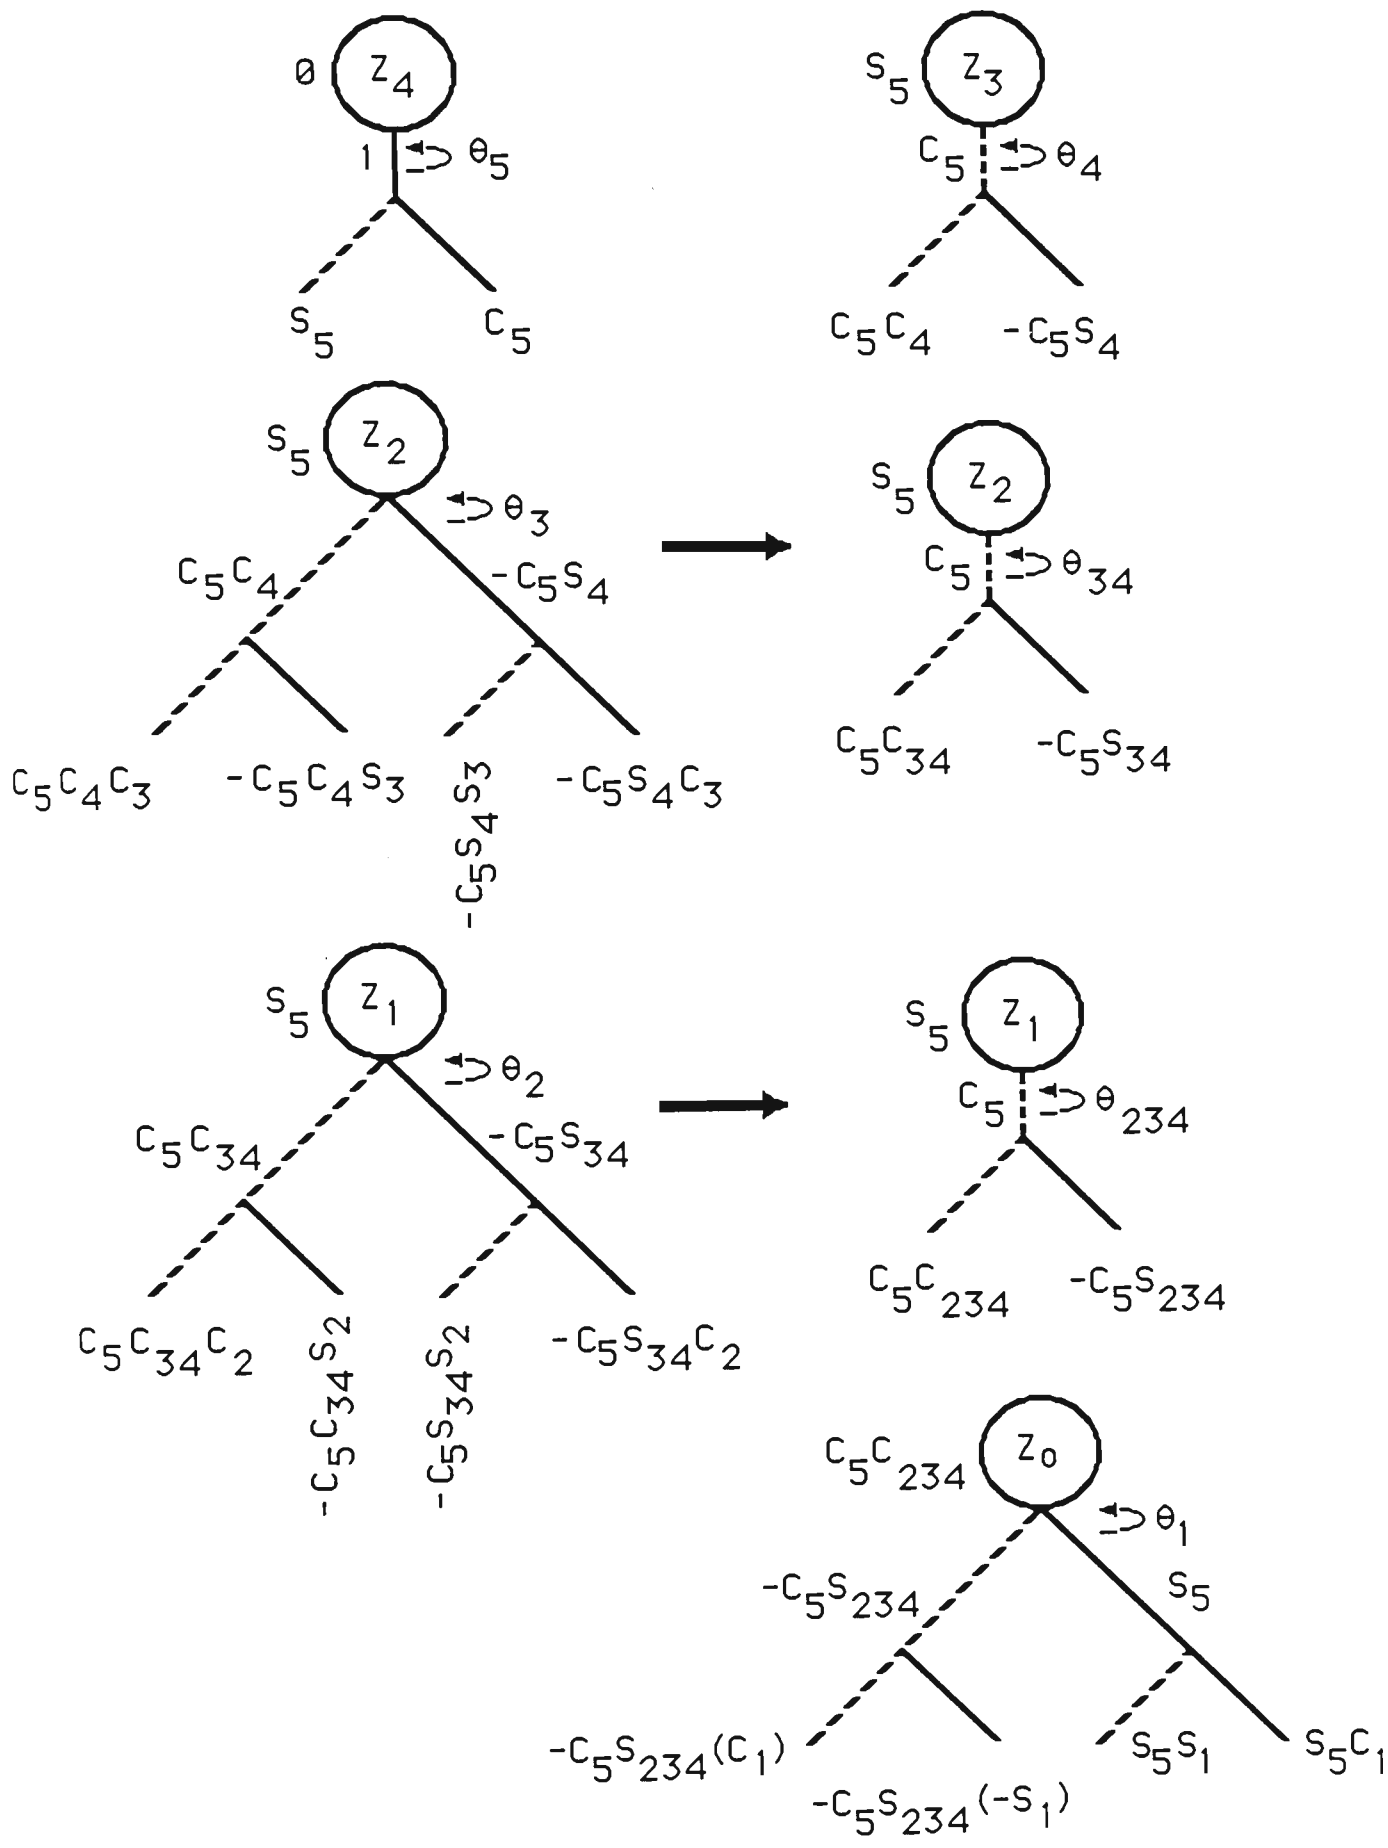 0 Z₄
1 θ₅
S₅ C₅
S₅ Z₃
C₅ θ₄
C₅C₄ -C₅S₄
S₅ Z₂
θ₃
C₅C₄ -C₅S₄
C₅C₄C₃ -C₅C₄S₃ -C₅S₄S₃ -C₅S₄C₃
S₅ Z₂
C₅ θ₃₄
C₅C₃₄ -C₅S₃₄
S₅ Z₁
θ₂
C₅C₃₄ -C₅S₃₄
C₅C₃₄C₂ -C₅C₃₄S₂ -C₅S₃₄S₂ -C₅S₃₄C₂
S₅ Z₁
C₅ θ₂₃₄
C₅C₂₃₄ -C₅S₂₃₄
C₅C₂₃₄ Z₀
θ₁
-C₅S₂₃₄ S₅
-C₅S₂₃₄(C₁) S₅S₁ S₅C₁
-C₅S₂₃₄(-S₁)